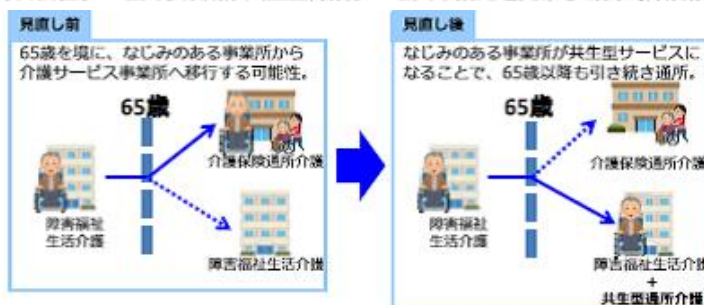 見直し前
65歳を境に、なじみのある事業所から
介護サービス事業所へ移行する可能性。
65歳
介護保険通所介護
障害福祉
生活介護
障害福祉生活介護
見直し後
なじみのある事業所が共生型サービスに
なることで、65歳以降も引き続き通所。
65歳
介護保険通所介護
障害福祉
生活介護
障害福祉生活介護
+
共生型通所介護